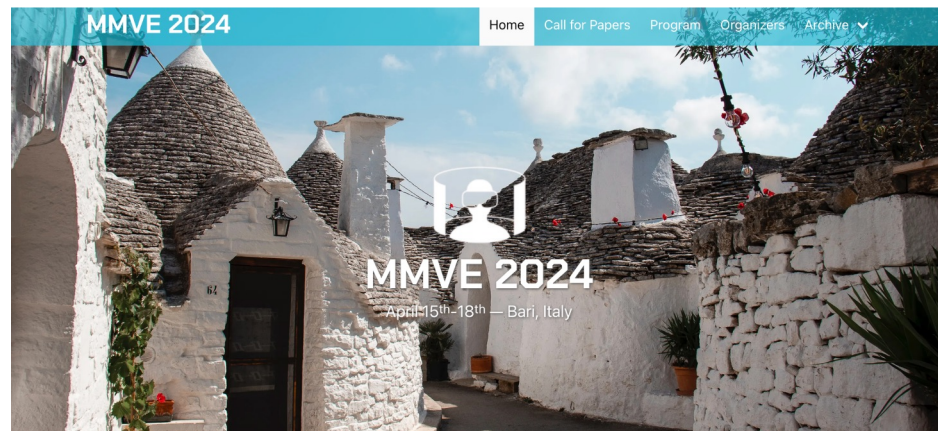 MMVE 2024
Home Call for Papers Program Organizers Archive
64
MMVE 2024
April 15th-18th — Bari, Italy